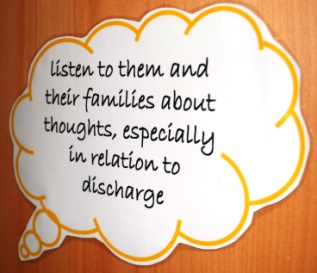 listen to them and
their families about
thoughts, especially
in relation to
discharge